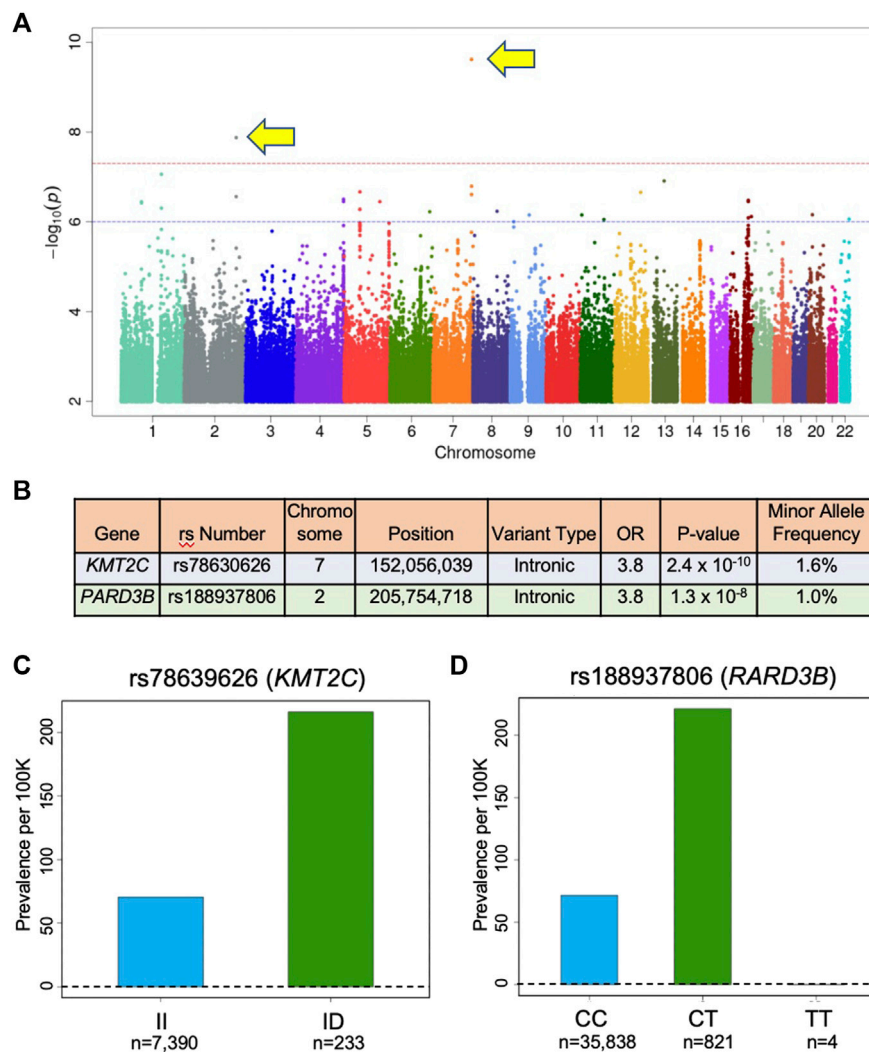 A
10
8
6
4
2
−log₁₀(p)
1 2 3 4 5 6 7 8 9 10 11 12 13 14 15 16 18 20 22
Chromosome
B
Gene rs Number Chromo some Position Variant Type OR P-value Minor Allele Frequency
KMT2C rs78630626 7 152,056,039 Intronic 3.8 2.4 x 10⁻¹⁰ 1.6%
PARD3B rs188937806 2 205,754,718 Intronic 3.8 1.3 x 10⁻⁸ 1.0%
C
rs78639626 (KMT2C)
Prevalence per 100K
200
150
100
50
0
II ID
n=7,390 n=233
D
rs188937806 (RARD3B)
Prevalence per 100K
200
150
100
50
0
CC CT TT
n=35,838 n=821 n=4